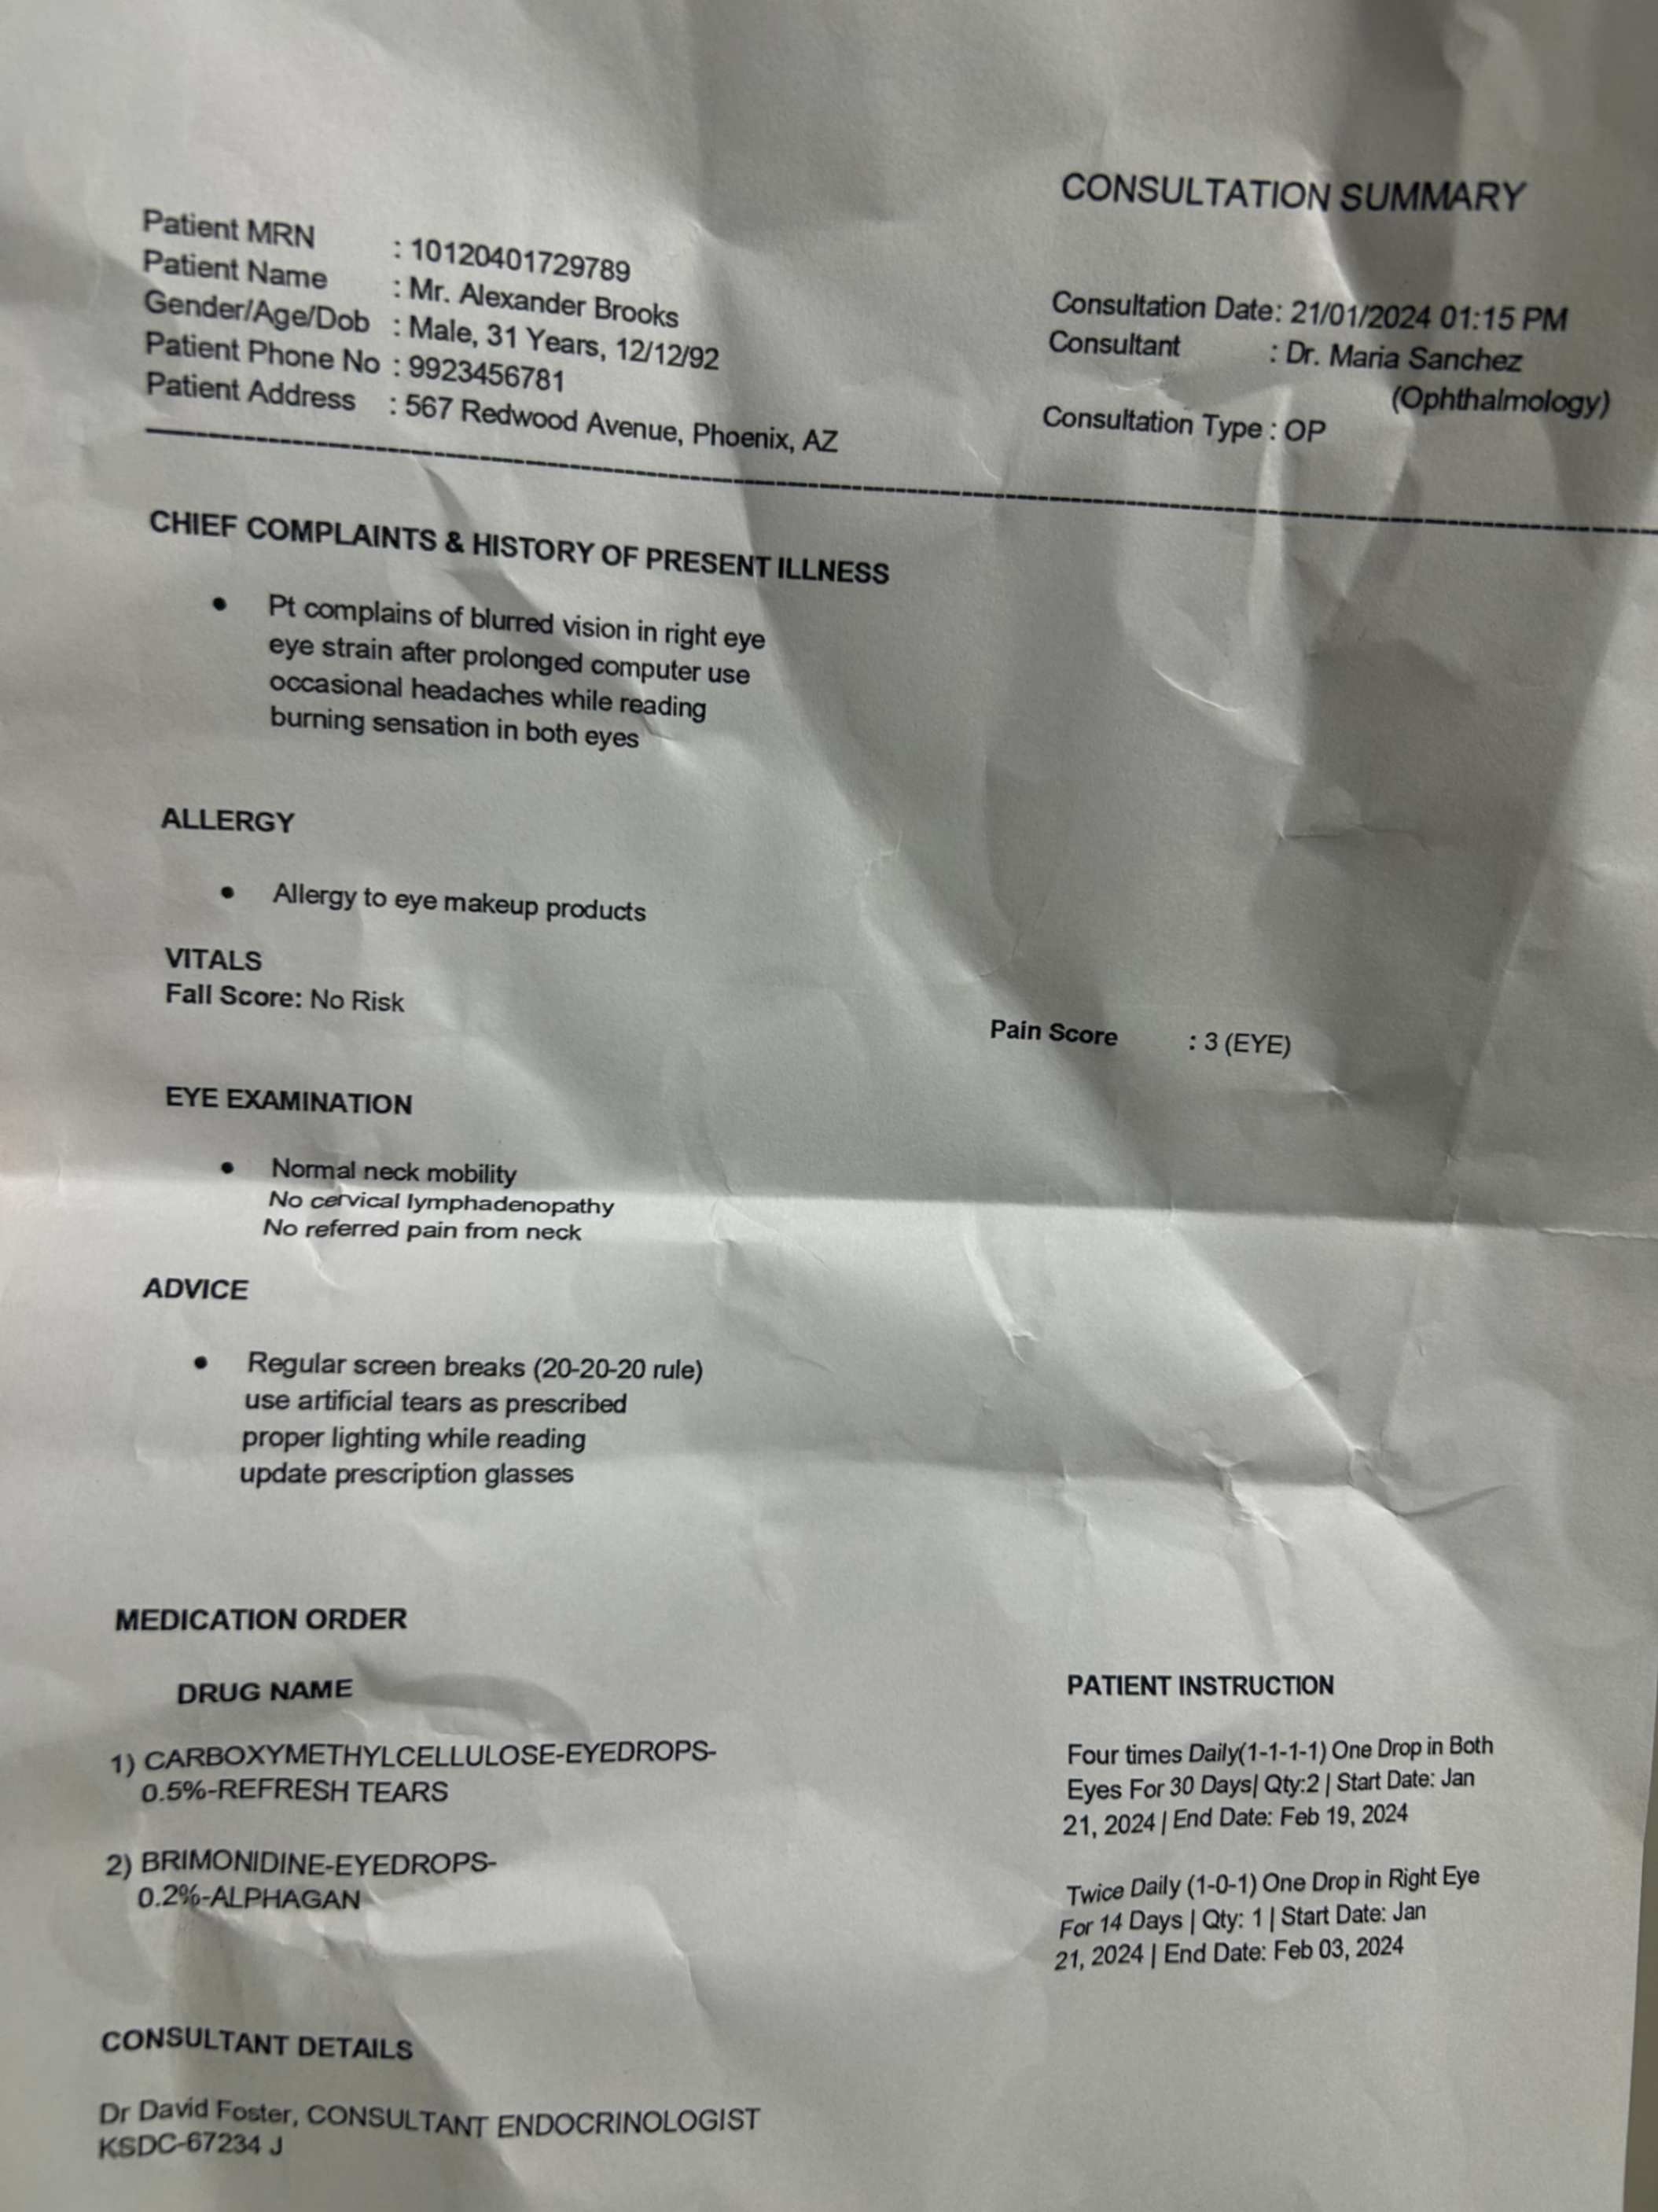 CONSULTATION SUMMARY
Patient MRN : 10120401729789
Patient Name : Mr. Alexander Brooks
Gender/Age/Dob : Male, 31 Years, 12/12/92
Patient Phone No : 9923456781
Patient Address : 567 Redwood Avenue, Phoenix, AZ
Consultation Date: 21/01/2024 01:15 PM
Consultant : Dr. Maria Sanchez
(Ophthalmology)
Consultation Type : OP
CHIEF COMPLAINTS & HISTORY OF PRESENT ILLNESS
• Pt complains of blurred vision in right eye
eye strain after prolonged computer use
occasional headaches while reading
burning sensation in both eyes
ALLERGY
• Allergy to eye makeup products
VITALS
Fall Score: No Risk
Pain Score : 3 (EYE)
EYE EXAMINATION
• Normal neck mobility
No cervical lymphadenopathy
No referred pain from neck
ADVICE
• Regular screen breaks (20-20-20 rule)
use artificial tears as prescribed
proper lighting while reading
update prescription glasses
MEDICATION ORDER
DRUG NAME
PATIENT INSTRUCTION
1) CARBOXYMETHYLCELLULOSE-EYEDROPS-
0.5%-REFRESH TEARS
Four times Daily(1-1-1-1) One Drop in Both
Eyes For 30 Days| Qty:2 | Start Date: Jan
21, 2024 | End Date: Feb 19, 2024
2) BRIMONIDINE-EYEDROPS-
0.2%-ALPHAGAN
Twice Daily (1-0-1) One Drop in Right Eye
For 14 Days | Qty: 1 | Start Date: Jan
21, 2024 | End Date: Feb 03, 2024
CONSULTANT DETAILS
Dr David Foster, CONSULTANT ENDOCRINOLOGIST
KSDC-67234 J